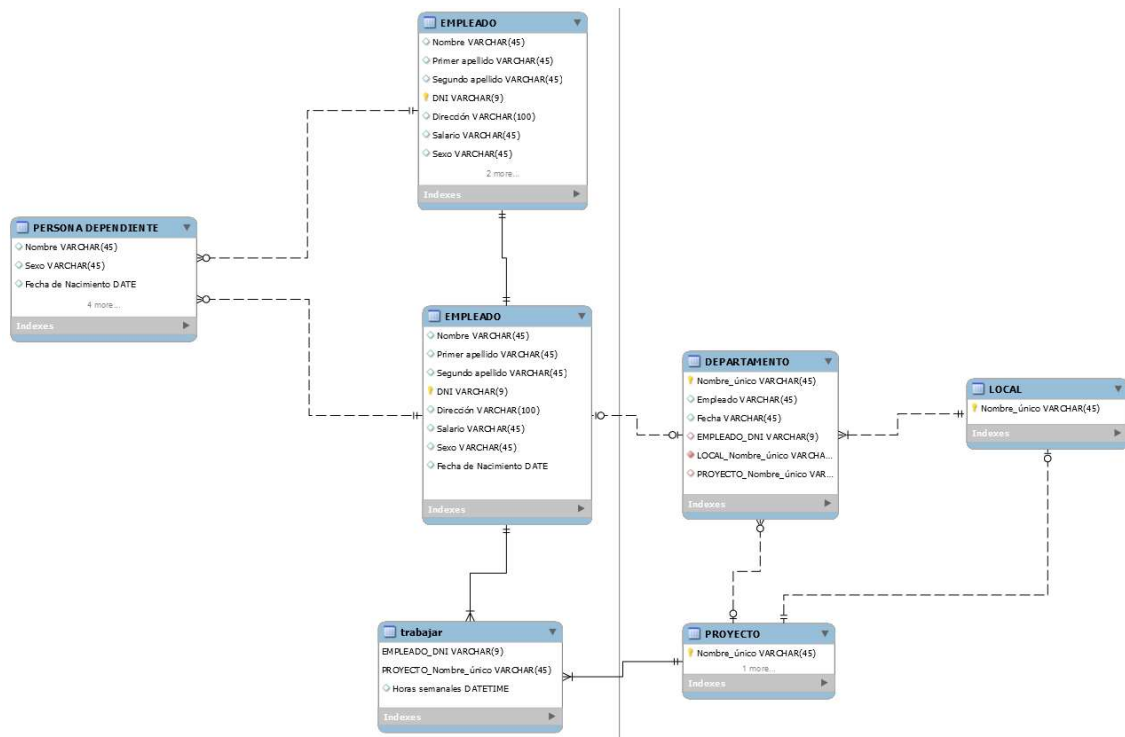 EMPLEADO
Nombre VARCHAR(45)
Primer apellido VARCHAR(45)
Segundo apellido VARCHAR(45)
DNI VARCHAR(9)
Dirección VARCHAR(100)
Salario VARCHAR(45)
Sexo VARCHAR(45)
2 more...
Indexes
PERSONA DEPENDIENTE
Nombre VARCHAR(45)
Sexo VARCHAR(45)
Fecha de Nacimiento DATE
4 more...
Indexes
EMPLEADO
Nombre VARCHAR(45)
Primer apellido VARCHAR(45)
Segundo apellido VARCHAR(45)
DNI VARCHAR(9)
Dirección VARCHAR(100)
Salario VARCHAR(45)
Sexo VARCHAR(45)
Fecha de Nacimiento DATE
Indexes
DEPARTAMENTO
Nombre_único VARCHAR(45)
Empleado VARCHAR(45)
Fecha VARCHAR(45)
EMPLEADO_DNI VARCHAR(9)
LOCAL_Nombre_único VARCHA...
PROYECTO_Nombre_único VAR...
Indexes
LOCAL
Nombre_único VARCHAR(45)
Indexes
trabajar
EMPLEADO_DNI VARCHAR(9)
PROYECTO_Nombre_único VARCHAR(45)
Horas semanales DATETIME
Indexes
PROYECTO
Nombre_único VARCHAR(45)
1 more...
Indexes